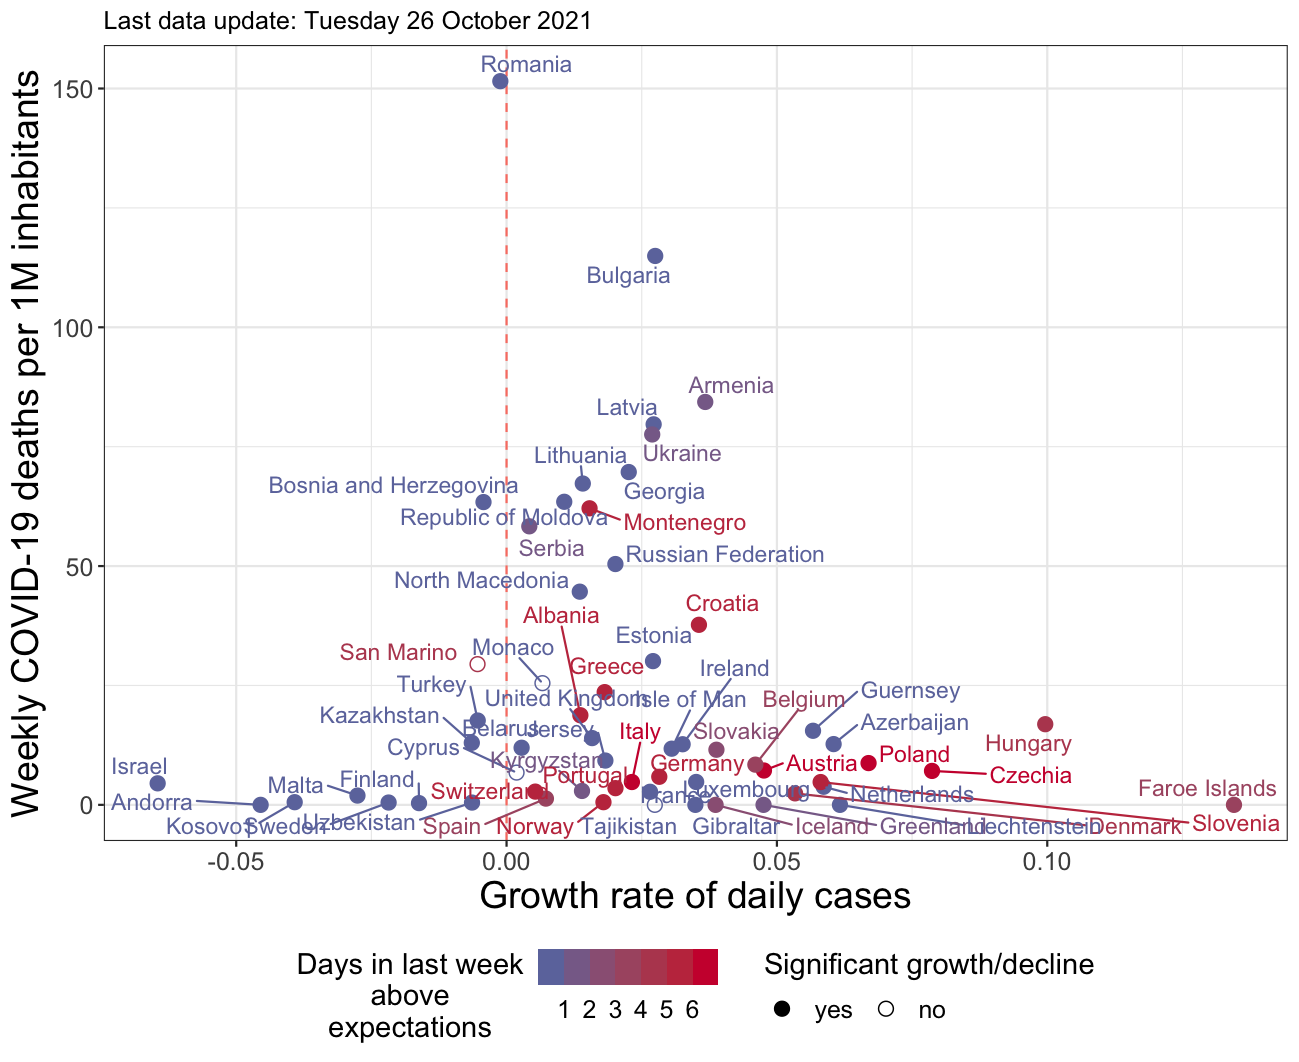 Last data update: Tuesday 26 October 2021
Weekly COVID-19 deaths per 1M inhabitants
150
100
50
0
Romania
Bulgaria
Armenia
Latvia
Ukraine
Lithuania
Georgia
Bosnia and Herzegovina
Republic of Moldova
Montenegro
Serbia
Russian Federation
North Macedonia
Croatia
Albania
Estonia
Monaco
San Marino
Greece
Ireland
Turkey
United Kingdom
Isle of Man
Belgium
Guernsey
Kazakhstan
Belarus
Jersey
Italy
Slovakia
Azerbaijan
Cyprus
Kyrgyzstan
Hungary
Israel
Finland
Portugal
Germany
Austria
Poland
Czechia
Malta
Switzerland
France
Luxembourg
Netherlands
Faroe Islands
Andorra
Kosovo
Sweden
Uzbekistan
Spain
Norway
Tajikistan
Gibraltar
Iceland
Greenland
Liechtenstein
Denmark
Slovenia
-0.05 0.00 0.05 0.10
Growth rate of daily cases
Days in last week
above
expectations
1 2 3 4 5 6
Significant growth/decline
yes no